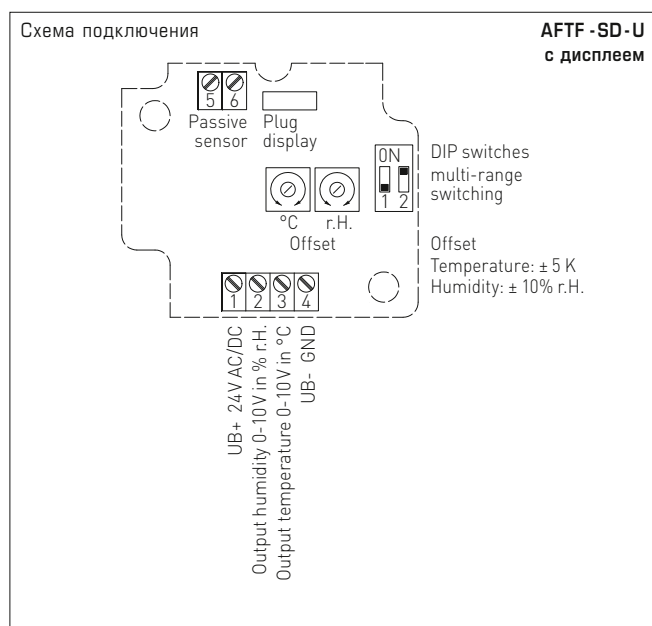 Схема подключения
AFTF - SD - U
с дисплеем
5 6
Passive
sensor
Plug
display
ON
1 2
DIP switches
multi-range
switching
°C
r.H.
Offset
Offset
Temperature: ± 5 K
Humidity: ± 10% r.H.
1 2 3 4
UB+ 24V AC/DC
Output humidity 0-10V in % r.H.
Output temperature 0-10V in °C
UB- GND